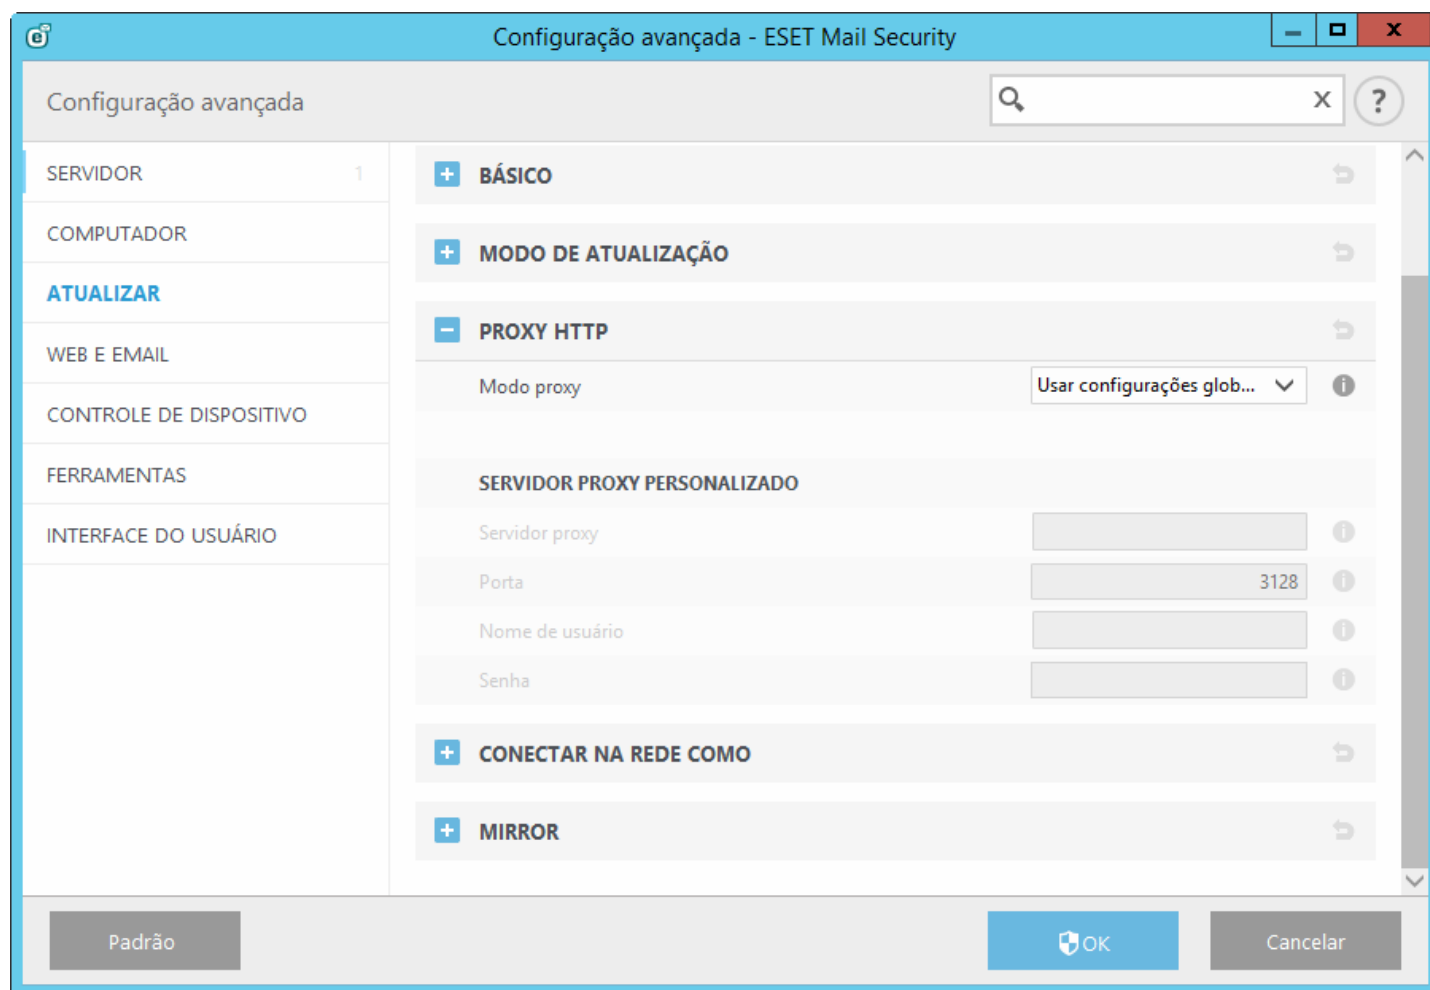 Configuração avançada - ESET Mail Security
Configuração avançada
SERVIDOR 1
COMPUTADOR
ATUALIZAR
WEB E EMAIL
CONTROLE DE DISPOSITIVO
FERRAMENTAS
INTERFACE DO USUÁRIO
BÁSICO
MODO DE ATUALIZAÇÃO
PROXY HTTP
Modo proxy Usar configurações glob...
SERVIDOR PROXY PERSONALIZADO
Servidor proxy
Porta 3128
Nome de usuário
Senha
CONECTAR NA REDE COMO
MIRROR
Padrão OK Cancelar